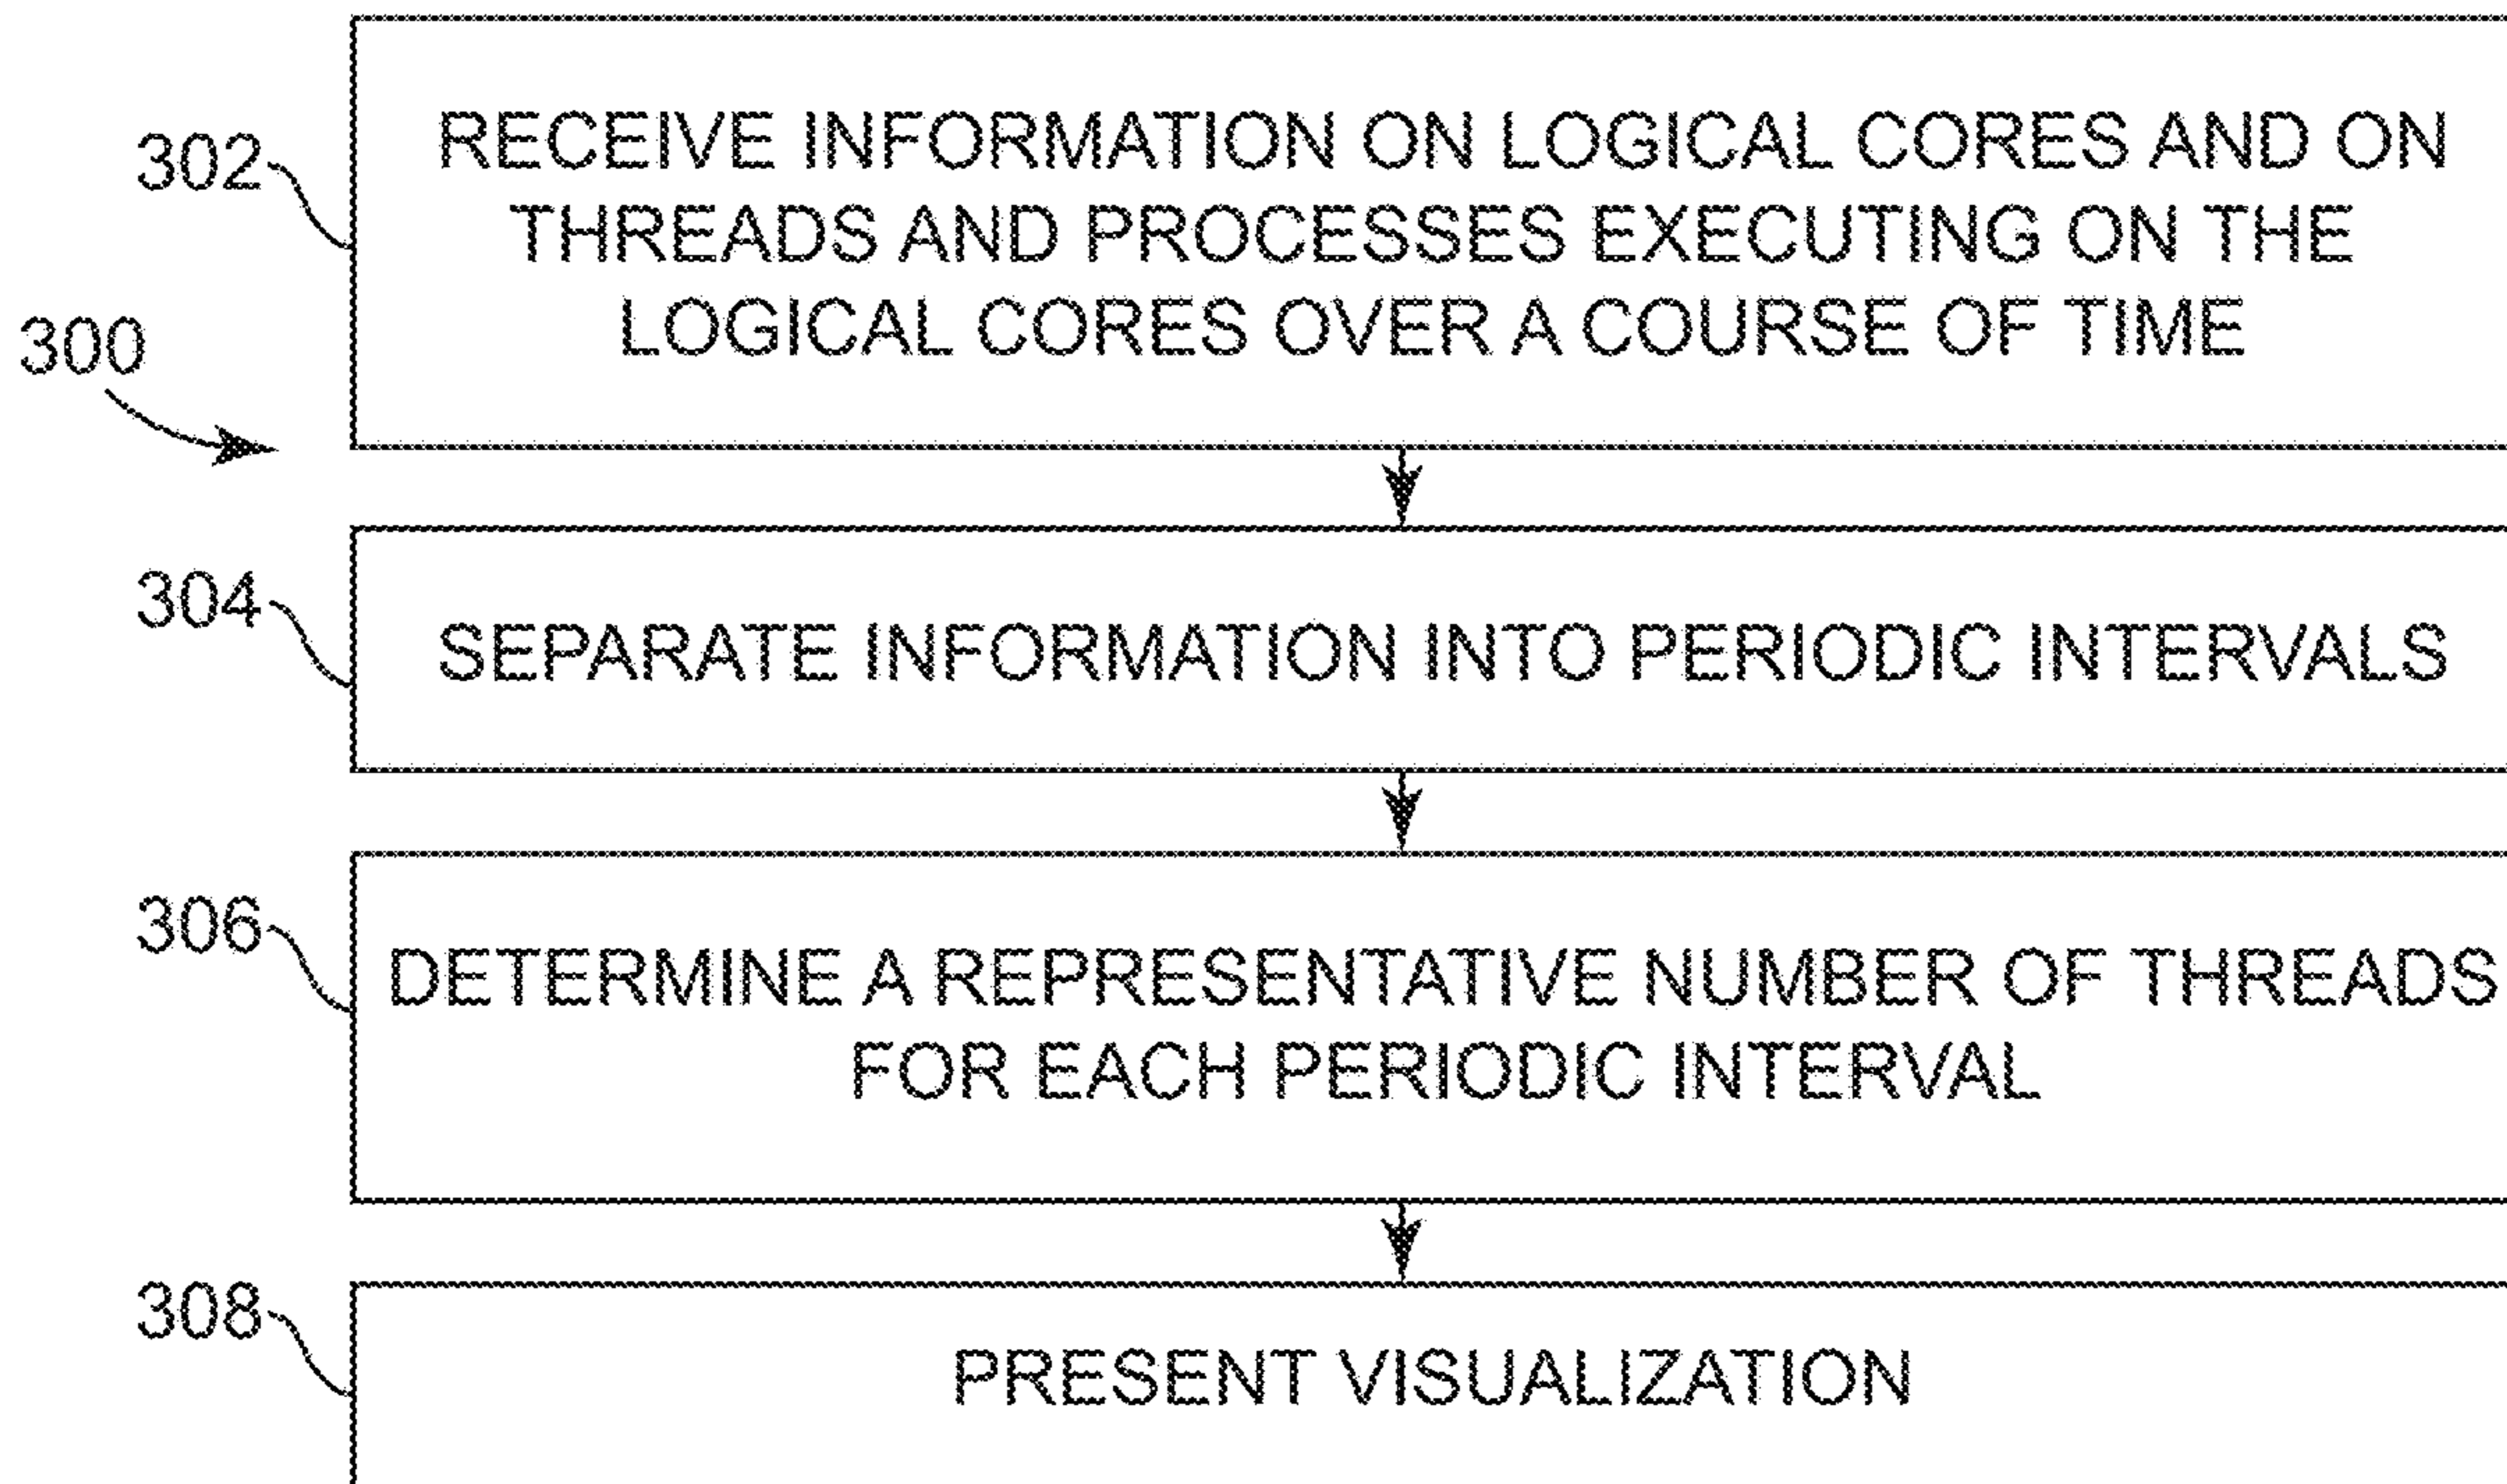 302
RECEIVE INFORMATION ON LOGICAL CORES AND ON
THREADS AND PROCESSES EXECUTING ON THE
LOGICAL CORES OVER A COURSE OF TIME
300
304
SEPARATE INFORMATION INTO PERIODIC INTERVALS
306
DETERMINE A REPRESENTATIVE NUMBER OF THREADS
FOR EACH PERIODIC INTERVAL
308
PRESENT VISUALIZATION